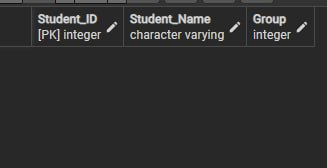 Student_ID
[PK] integer
Student_Name
character varying
Group
integer